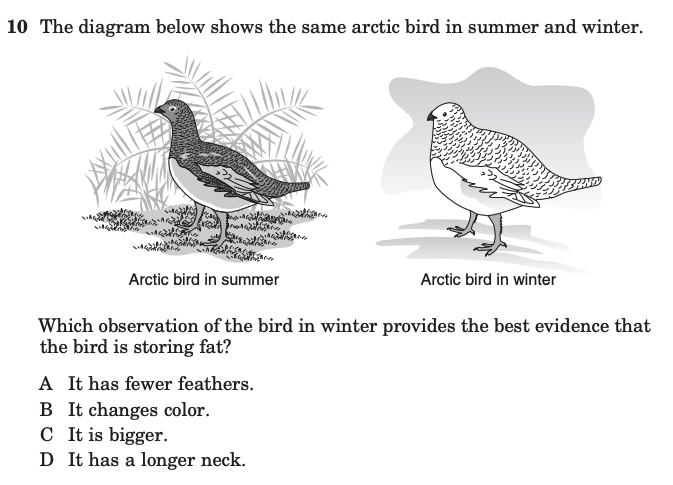 10 The diagram below shows the same arctic bird in summer and winter.
Arctic bird in summer
Arctic bird in winter
Which observation of the bird in winter provides the best evidence that
the bird is storing fat?
A It has fewer feathers.
B It changes color.
C It is bigger.
D It has a longer neck.